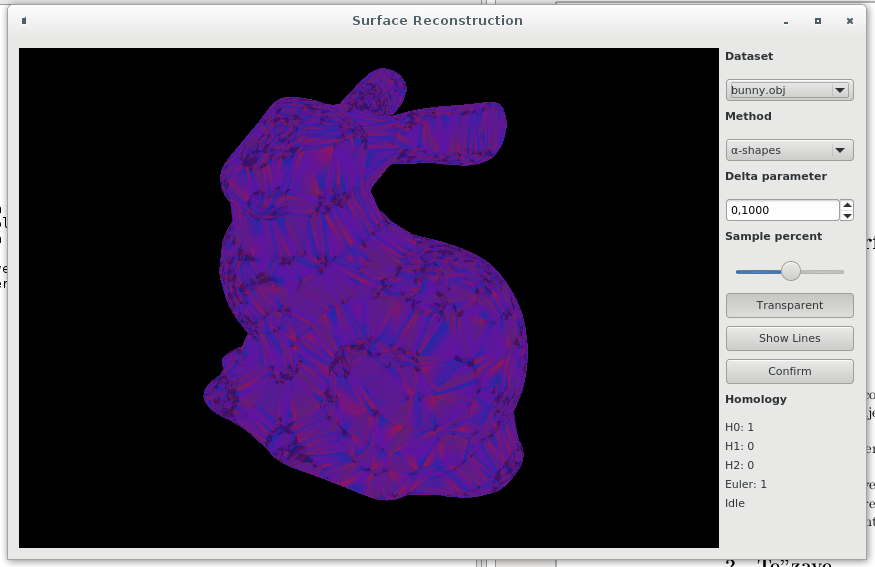 Surface Reconstruction
Dataset
bunny.obj
Method
α-shapes
Delta parameter
0,1000
Sample percent
Transparent
Show Lines
Confirm
Homology
H0: 1
H1: 0
H2: 0
Euler: 1
Idle